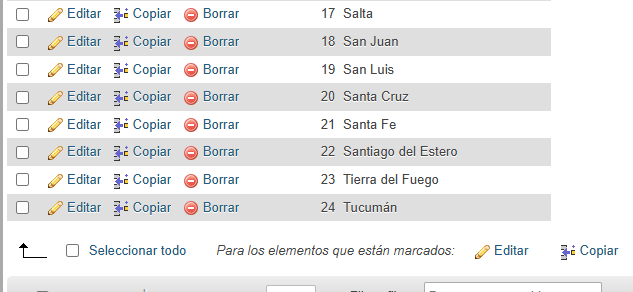 Editar Copiar Borrar 17 Salta
Editar Copiar Borrar 18 San Juan
Editar Copiar Borrar 19 San Luis
Editar Copiar Borrar 20 Santa Cruz
Editar Copiar Borrar 21 Santa Fe
Editar Copiar Borrar 22 Santiago del Estero
Editar Copiar Borrar 23 Tierra del Fuego
Editar Copiar Borrar 24 Tucumán
Seleccionar todo Para los elementos que están marcados: Editar Copiar